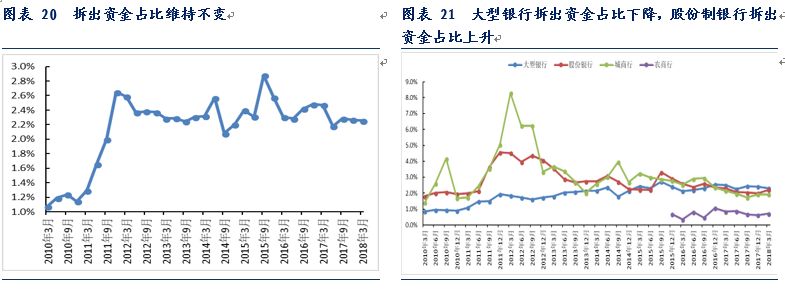 图表 20 拆出资金占比维持不变
3.0%
2.8%
2.6%
2.4%
2.2%
2.0%
1.8%
1.6%
1.4%
1.2%
1.0%
2010年3月
2010年9月
2011年3月
2011年9月
2012年3月
2012年9月
2013年3月
2013年9月
2014年3月
2014年9月
2015年3月
2015年9月
2016年3月
2016年9月
2017年3月
2017年9月
2018年3月
图表 21 大型银行拆出资金占比下降，股份制银行拆出
资金占比上升
大型银行 股份银行 城商行 农商行
9.0%
8.0%
7.0%
6.0%
5.0%
4.0%
3.0%
2.0%
1.0%
0.0%
2010年3月
2010年6月
2010年9月
2010年12月
2011年3月
2011年6月
2011年9月
2011年12月
2012年3月
2012年6月
2012年9月
2012年12月
2013年3月
2013年6月
2013年9月
2013年12月
2014年3月
2014年6月
2014年9月
2014年12月
2015年3月
2015年6月
2015年9月
2015年12月
2016年3月
2016年6月
2016年9月
2016年12月
2017年3月
2017年6月
2017年9月
2017年12月
2018年3月